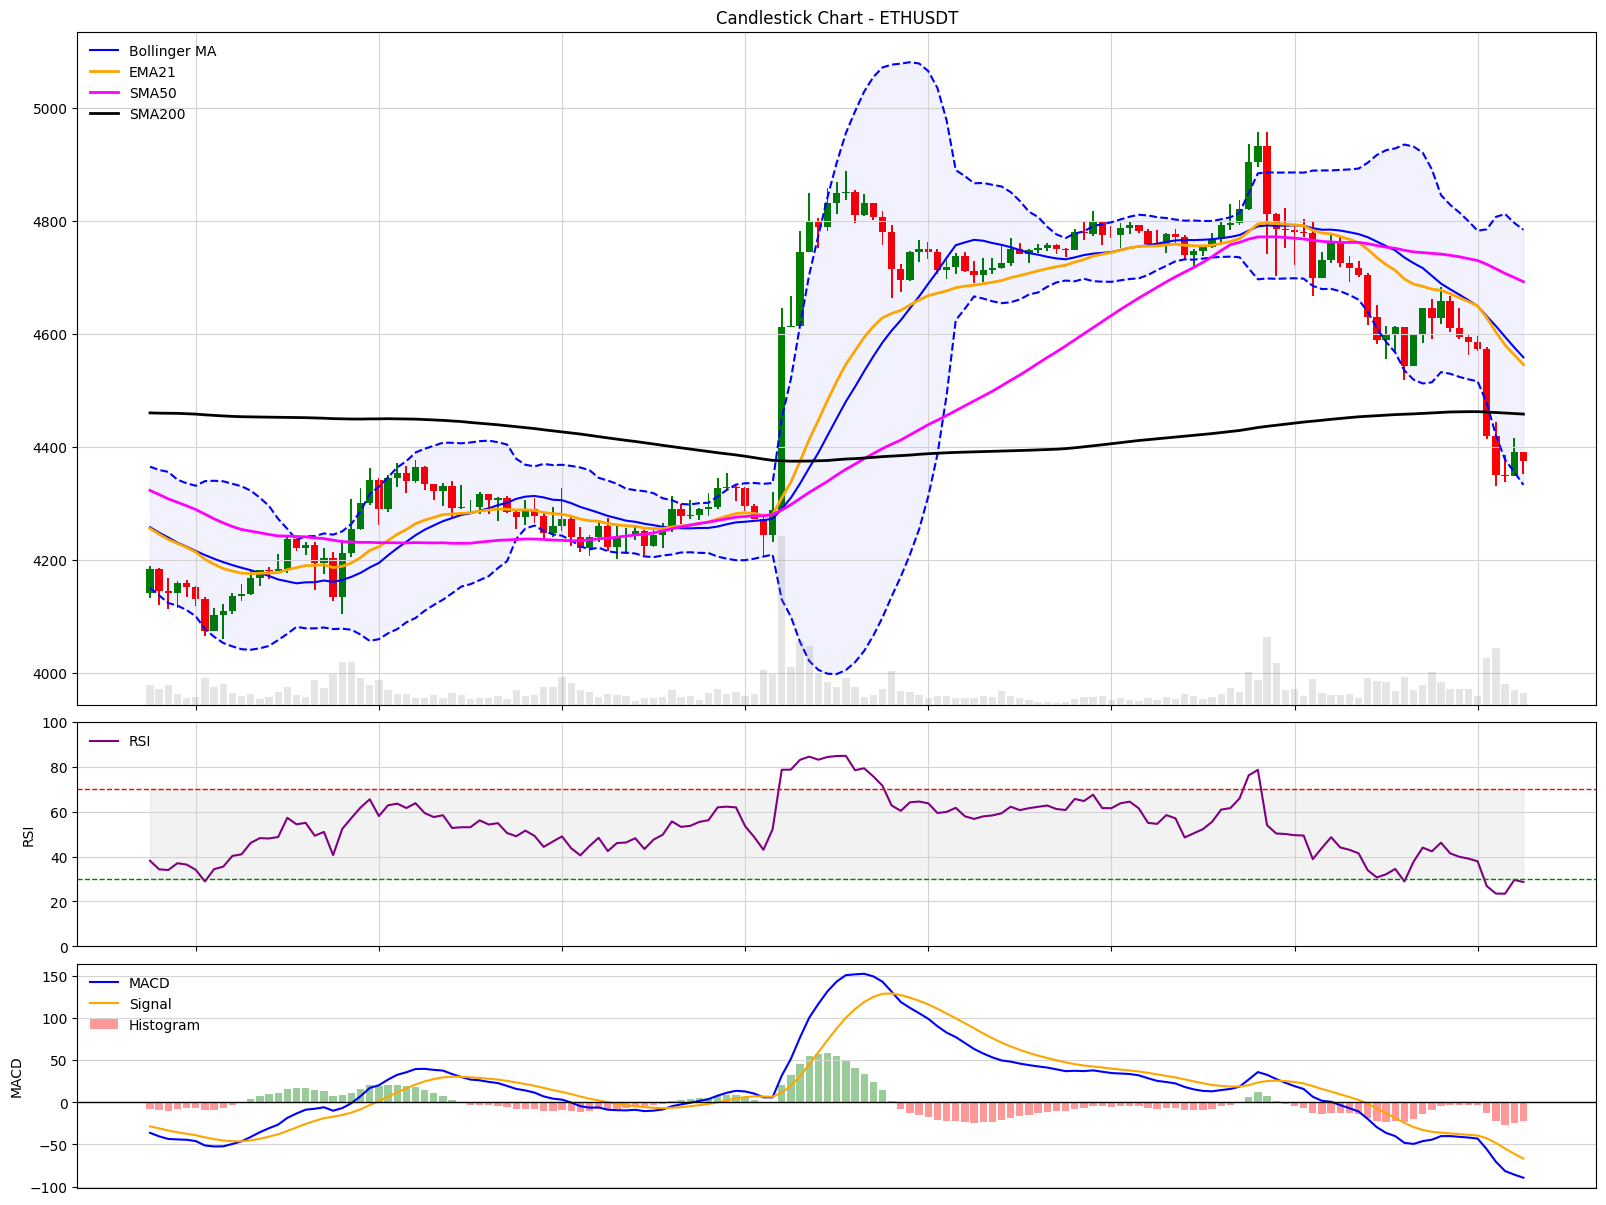 Candlestick Chart - ETHUSDT
Bollinger MA
EMA21
SMA50
SMA200
5000
4800
4600
4400
4200
4000
RSI
100
80
60
40
20
0
RSI
MACD
Signal
Histogram
150
100
50
0
−50
−100
MACD